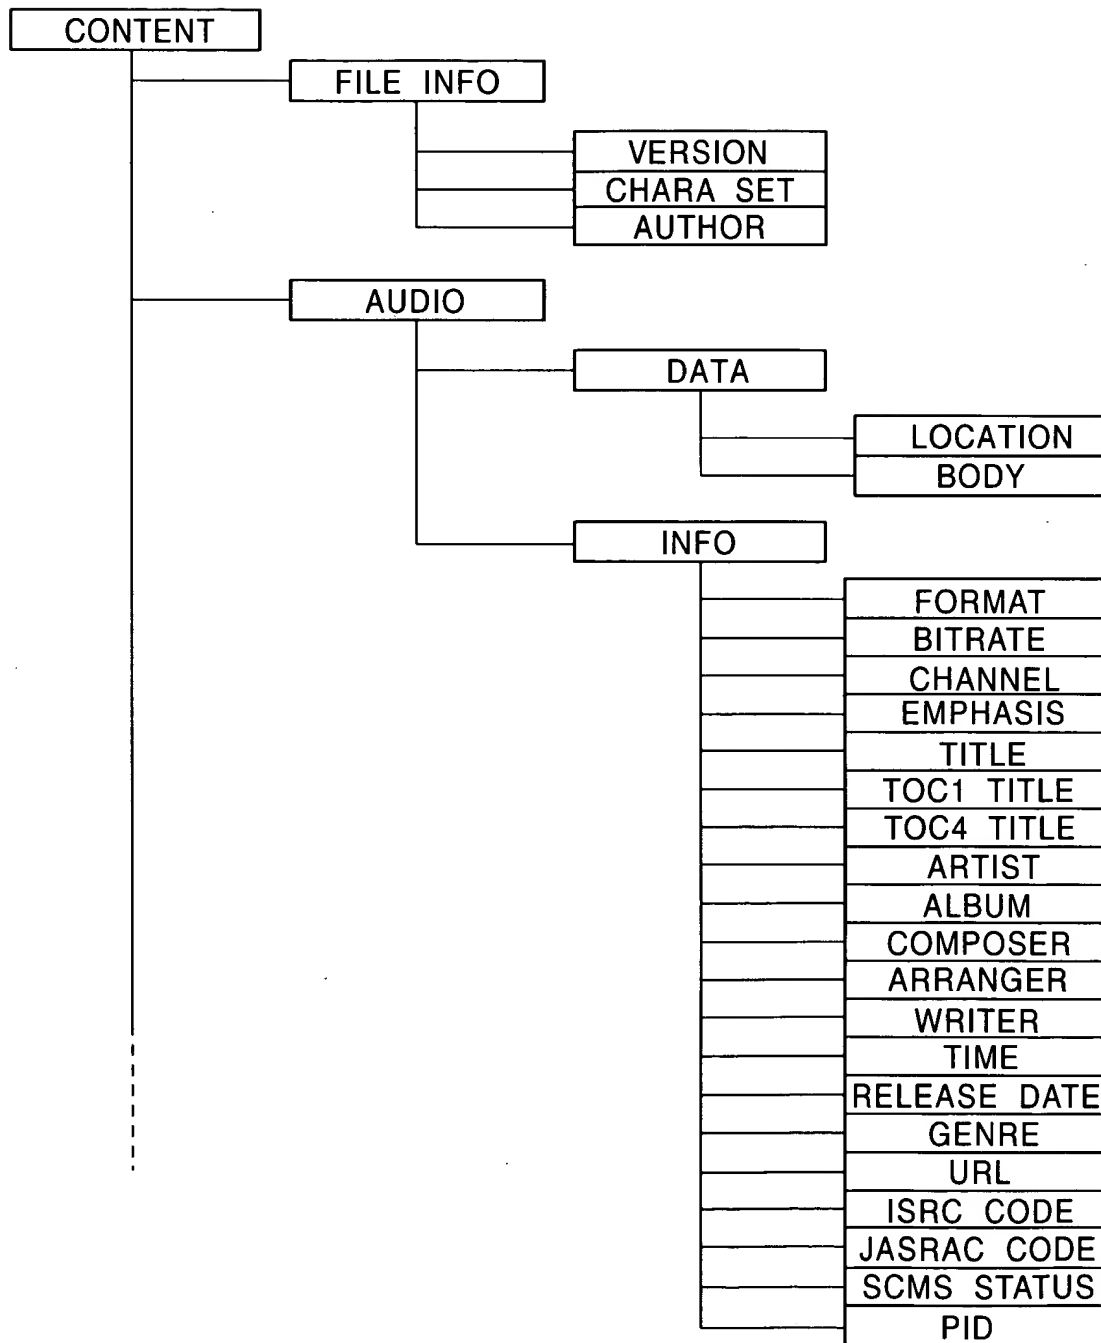 CONTENT
FILE INFO
VERSION
CHARA SET
AUTHOR
AUDIO
DATA
LOCATION
BODY
INFO
FORMAT
BITRATE
CHANNEL
EMPHASIS
TITLE
TOC1 TITLE
TOC4 TITLE
ARTIST
ALBUM
COMPOSER
ARRANGER
WRITER
TIME
RELEASE DATE
GENRE
URL
ISRC CODE
JASRAC CODE
SCMS STATUS
PID